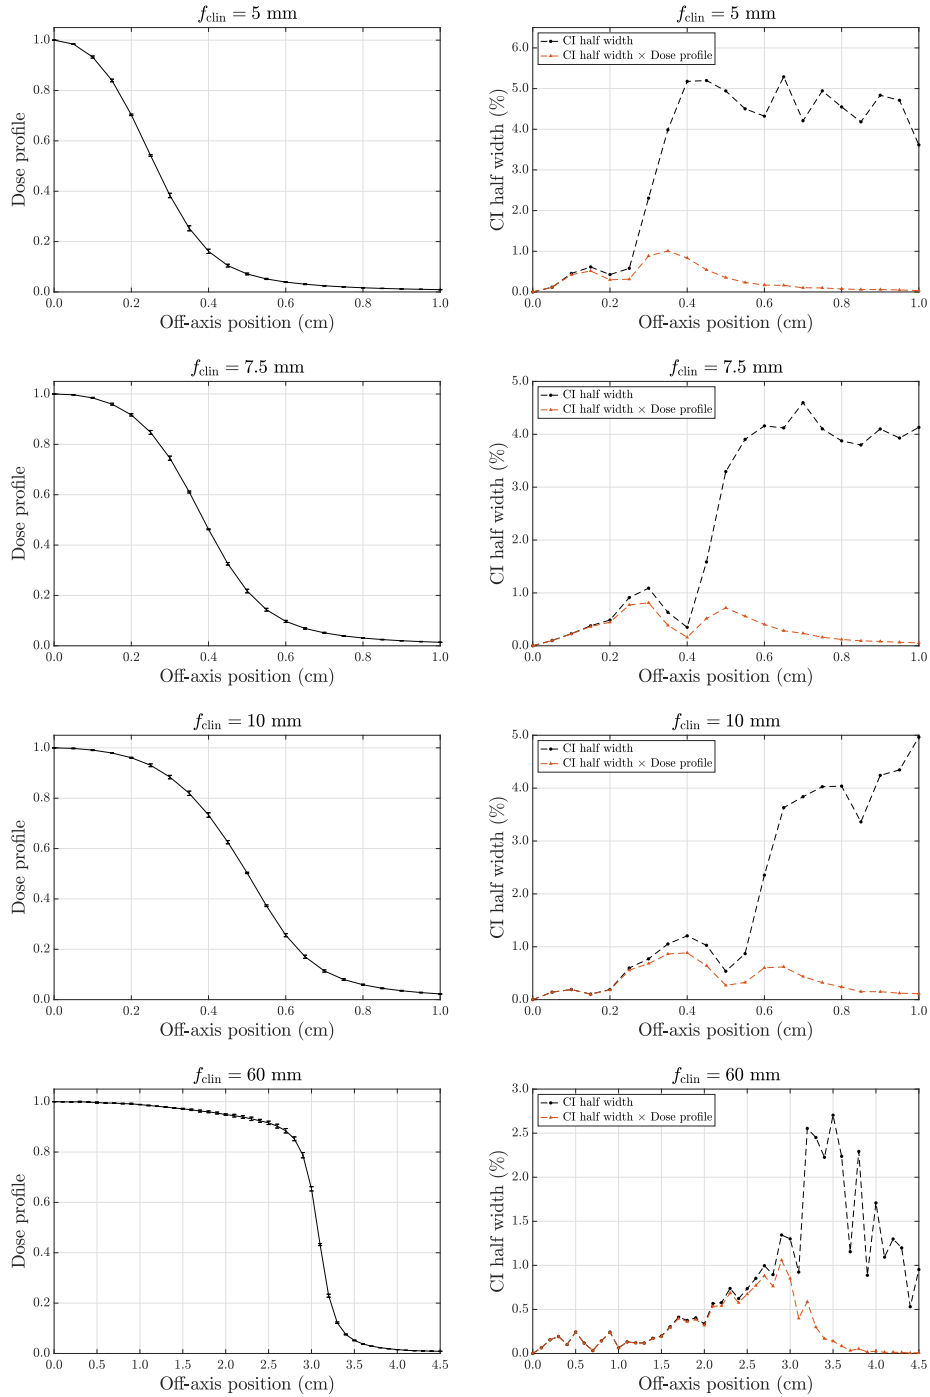 f_clin = 5 mm
1.0
0.8
0.6
0.4
0.2
0.0
Dose profile
0.0 0.2 0.4 0.6 0.8 1.0
Off-axis position (cm)
f_clin = 5 mm
CI half width
CI half width × Dose profile
6.0
5.0
4.0
3.0
2.0
1.0
0.0
CI half width (%)
0.0 0.2 0.4 0.6 0.8 1.0
Off-axis position (cm)
f_clin = 7.5 mm
1.0
0.8
0.6
0.4
0.2
0.0
Dose profile
0.0 0.2 0.4 0.6 0.8 1.0
Off-axis position (cm)
f_clin = 7.5 mm
CI half width
CI half width × Dose profile
5.0
4.0
3.0
2.0
1.0
0.0
CI half width (%)
0.0 0.2 0.4 0.6 0.8 1.0
Off-axis position (cm)
f_clin = 10 mm
1.0
0.8
0.6
0.4
0.2
0.0
Dose profile
0.0 0.2 0.4 0.6 0.8 1.0
Off-axis position (cm)
f_clin = 10 mm
CI half width
CI half width × Dose profile
5.0
4.0
3.0
2.0
1.0
0.0
CI half width (%)
0.0 0.2 0.4 0.6 0.8 1.0
Off-axis position (cm)
f_clin = 60 mm
1.0
0.8
0.6
0.4
0.2
0.0
Dose profile
0.0 0.5 1.0 1.5 2.0 2.5 3.0 3.5 4.0 4.5
Off-axis position (cm)
f_clin = 60 mm
CI half width
CI half width × Dose profile
3.0
2.5
2.0
1.5
1.0
0.5
0.0
CI half width (%)
0.0 0.5 1.0 1.5 2.0 2.5 3.0 3.5 4.0 4.5
Off-axis position (cm)